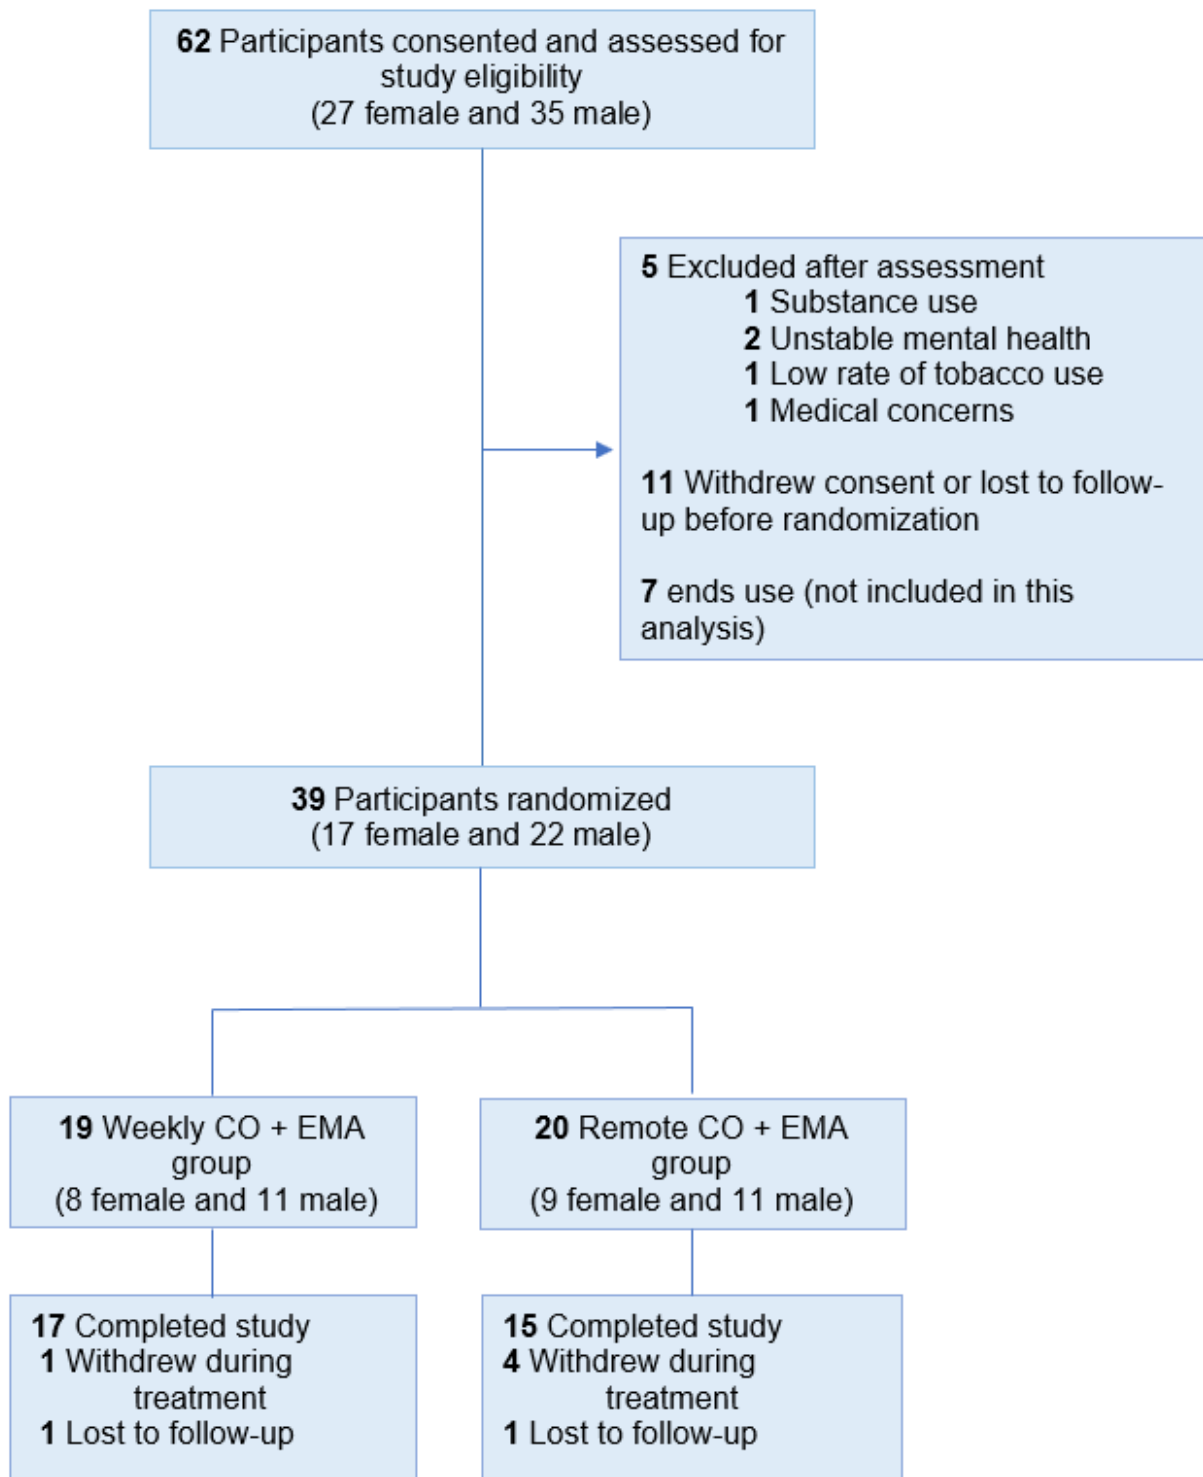 62 Participants consented and assessed for
study eligibility
(27 female and 35 male)
5 Excluded after assessment
1 Substance use
2 Unstable mental health
1 Low rate of tobacco use
1 Medical concerns
11 Withdrew consent or lost to follow-
up before randomization
7 ends use (not included in this
analysis)
39 Participants randomized
(17 female and 22 male)
19 Weekly CO + EMA
group
(8 female and 11 male)
20 Remote CO + EMA
group
(9 female and 11 male)
17 Completed study
1 Withdrew during
treatment
1 Lost to follow-up
15 Completed study
4 Withdrew during
treatment
1 Lost to follow-up